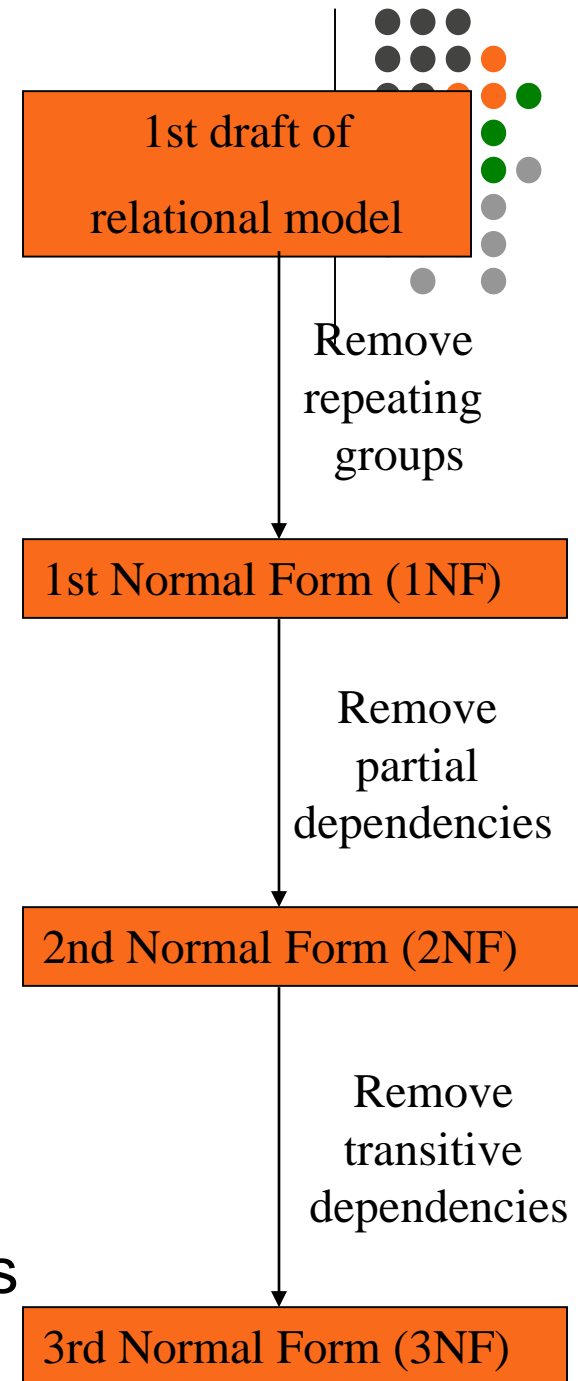 1st draft of
relational model
Remove
repeating
groups
1st Normal Form (1NF)
Remove
partial
dependencies
2nd Normal Form (2NF)
Remove
transitive
dependencies
s
3rd Normal Form (3NF)